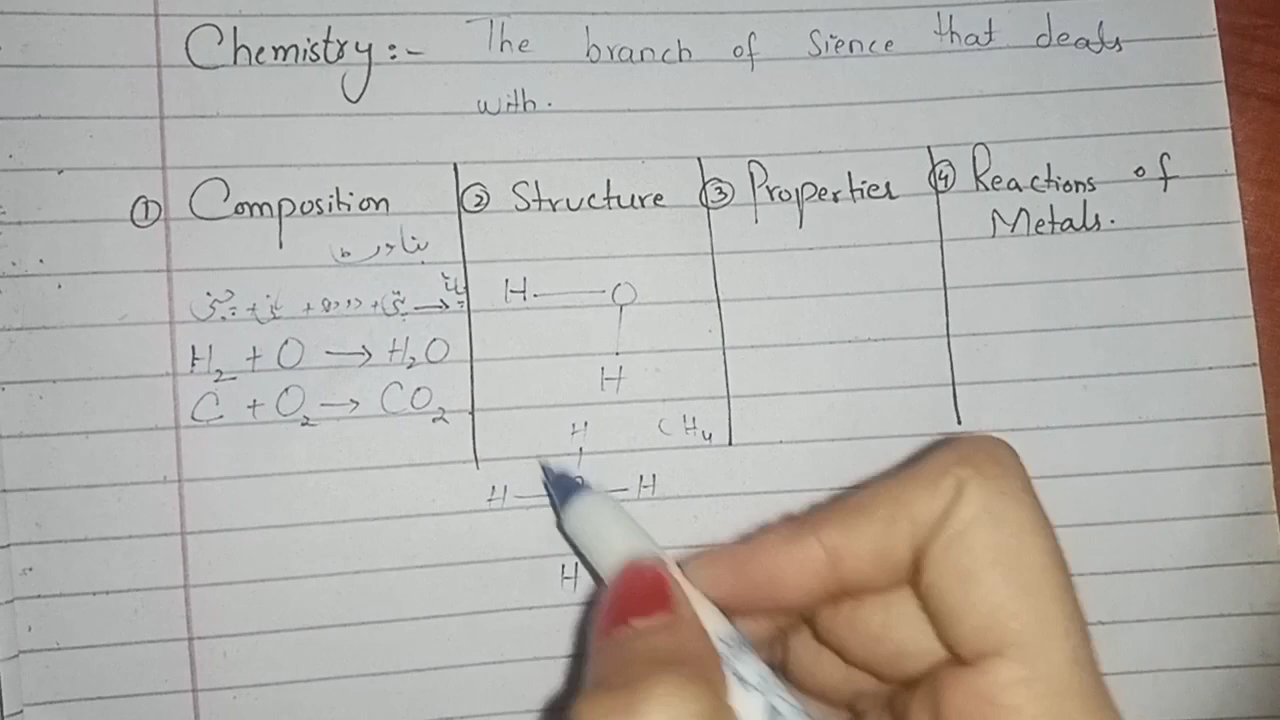 Chemistry:- The branch of Sience that deals
with.
① Composition
بناوٹ
H₂ + O → H₂O
C + O₂ → CO₂
② Structure
H — O
H
CH₄
H
H — — H
H
③ Properties
④ Reactions of
Metals.